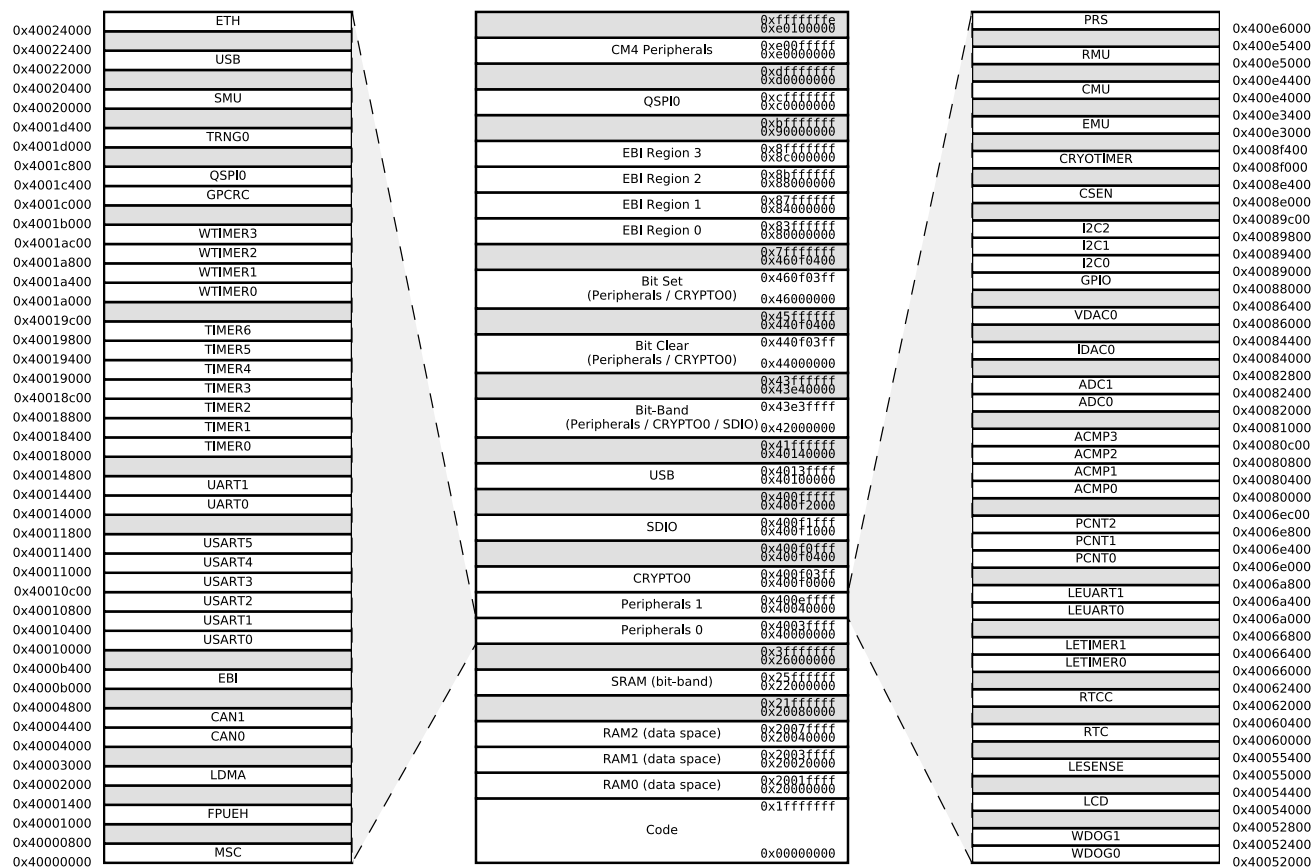 ETH
0x40024000
0x40022400
USB
0x40022000
0x40020400
SMU
0x40020000
0x4001d400
TRNG0
0x4001d000
0x4001c800
QSPI0
0x4001c400
GPCRC
0x4001c000
0x4001b000
WTIMER3
0x4001ac00
WTIMER2
0x4001a800
WTIMER1
0x4001a400
WTIMER0
0x4001a000
0x40019c00
TIMER6
0x40019800
TIMER5
0x40019400
TIMER4
0x40019000
TIMER3
0x40018c00
TIMER2
0x40018800
TIMER1
0x40018400
TIMER0
0x40018000
0x40014800
UART1
0x40014400
UART0
0x40014000
0x40011800
USART5
0x40011400
USART4
0x40011000
USART3
0x40010c00
USART2
0x40010800
USART1
0x40010400
USART0
0x40010000
0x4000b400
EBI
0x4000b000
0x40004800
CAN1
0x40004400
CAN0
0x40004000
0x40003000
LDMA
0x40002000
0x40001400
FPUEH
0x40001000
0x40000800
MSC
0x40000000
0xfffffffe
0xe0100000
CM4 Peripherals
0xe00fffff
0xe0000000
0xdfffffff
0xd0000000
QSPI0
0xcfffffff
0xc0000000
0xbfffffff
0x90000000
EBI Region 3
0x8fffffff
0x8c000000
EBI Region 2
0x8bffffff
0x88000000
EBI Region 1
0x87ffffff
0x84000000
EBI Region 0
0x83ffffff
0x80000000
0x7fffffff
0x460f0400
Bit Set
(Peripherals / CRYPTO0)
0x460f03ff
0x46000000
0x45ffffff
0x440f0400
Bit Clear
(Peripherals / CRYPTO0)
0x440f03ff
0x44000000
0x43ffffff
0x43e40000
Bit-Band
(Peripherals / CRYPTO0 / SDIO)
0x43e3ffff
0x42000000
0x41ffffff
0x40140000
USB
0x4013ffff
0x40100000
0x400fffff
0x400f2000
SDIO
0x400f1fff
0x400f1000
0x400f0fff
0x400f0400
CRYPTO0
0x400f03ff
0x400f0000
Peripherals 1
0x400effff
0x40040000
Peripherals 0
0x4003ffff
0x40000000
0x3fffffff
0x26000000
SRAM (bit-band)
0x25ffffff
0x22000000
0x21ffffff
0x20080000
RAM2 (data space)
0x2007ffff
0x20040000
RAM1 (data space)
0x2003ffff
0x20020000
RAM0 (data space)
0x2001ffff
0x20000000
0x1fffffff
Code
0x00000000
PRS
0x400e6000
0x400e5400
RMU
0x400e5000
0x400e4400
CMU
0x400e4000
0x400e3400
EMU
0x400e3000
0x4008f400
CRYOTIMER
0x4008f000
0x4008e400
CSEN
0x4008e000
0x40089c00
I2C2
0x40089800
I2C1
0x40089400
I2C0
0x40089000
GPIO
0x40088000
0x40086400
VDAC0
0x40086000
0x40084400
IDAC0
0x40084000
0x40082800
ADC1
0x40082400
ADC0
0x40082000
0x40081000
ACMP3
0x40080c00
ACMP2
0x40080800
ACMP1
0x40080400
ACMP0
0x40080000
0x4006ec00
PCNT2
0x4006e800
PCNT1
0x4006e400
PCNT0
0x4006e000
0x4006a800
LEUART1
0x4006a400
LEUART0
0x4006a000
0x40066800
LETIMER1
0x40066400
LETIMER0
0x40066000
0x40062400
RTCC
0x40062000
0x40060400
RTC
0x40060000
0x40055400
LESENSE
0x40055000
0x40054400
LCD
0x40054000
0x40052800
WDOG1
0x40052400
WDOG0
0x40052000